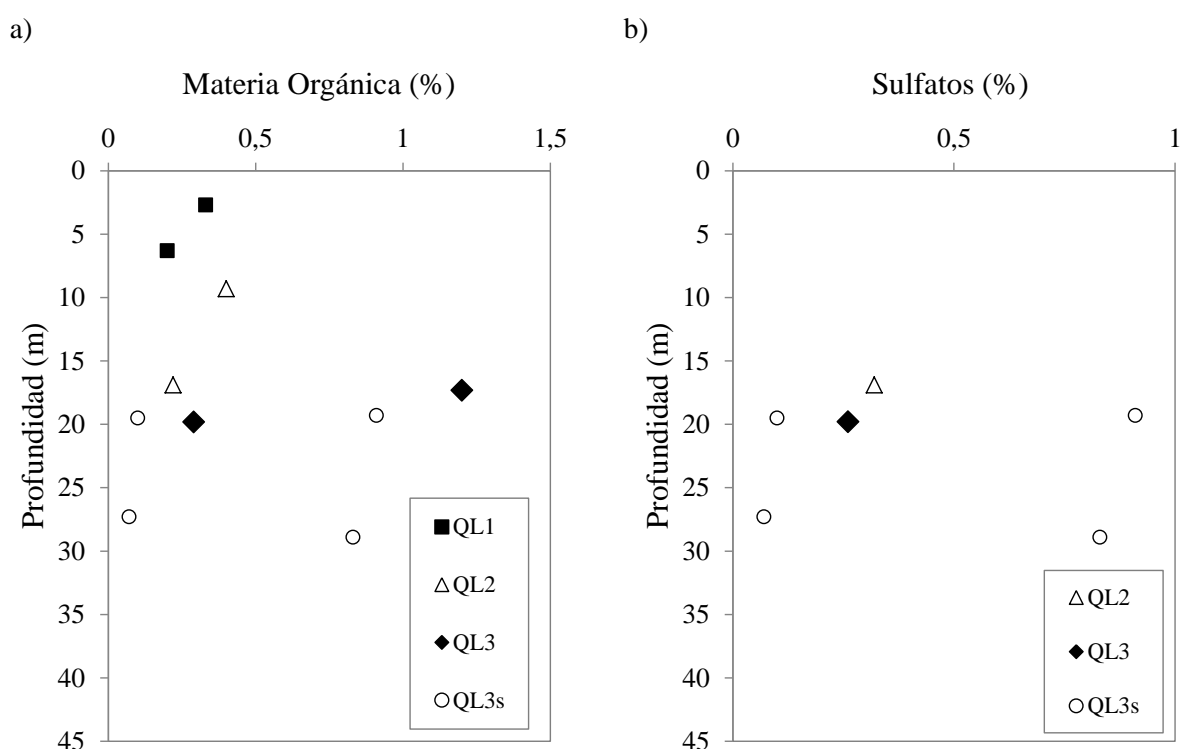 a)
Materia Orgánica (%)
0 0,5 1 1,5
0
5
10
15
20
25
30
35
40
45
Profundidad (m)
QL1
QL2
QL3
QL3s
b)
Sulfatos (%)
0 0,5 1
0
5
10
15
20
25
30
35
40
45
Profundidad (m)
QL2
QL3
QL3s